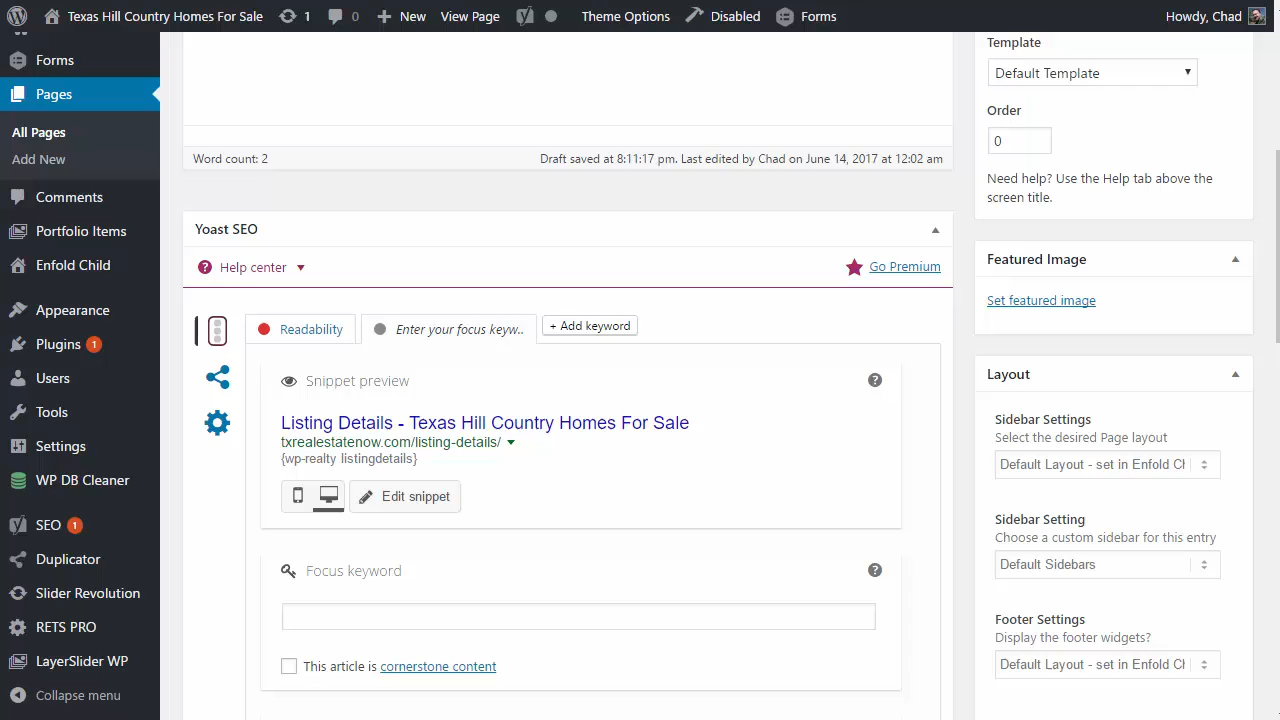 Texas Hill Country Homes For Sale
1
0
New
View Page
Theme Options
Disabled
Forms
Howdy, Chad
Forms
Pages
All Pages
Add New
Comments
Portfolio Items
Enfold Child
Appearance
Plugins 1
Users
Tools
Settings
WP DB Cleaner
SEO 1
Duplicator
Slider Revolution
RETS PRO
LayerSlider WP
Collapse menu
Word count: 2
Draft saved at 8:11:17 pm. Last edited by Chad on June 14, 2017 at 12:02 am
Yoast SEO
Help center
Go Premium
Readability
Enter your focus keyw..
+ Add keyword
Snippet preview
Listing Details - Texas Hill Country Homes For Sale
txrealestatenow.com/listing-details/
{wp-realty listingdetails}
Edit snippet
Focus keyword
This article is cornerstone content
Template
Default Template
Order
0
Need help? Use the Help tab above the
screen title.
Featured Image
Set featured image
Layout
Sidebar Settings
Select the desired Page layout
Default Layout - set in Enfold Ch
Sidebar Setting
Choose a custom sidebar for this entry
Default Sidebars
Footer Settings
Display the footer widgets?
Default Layout - set in Enfold Ch